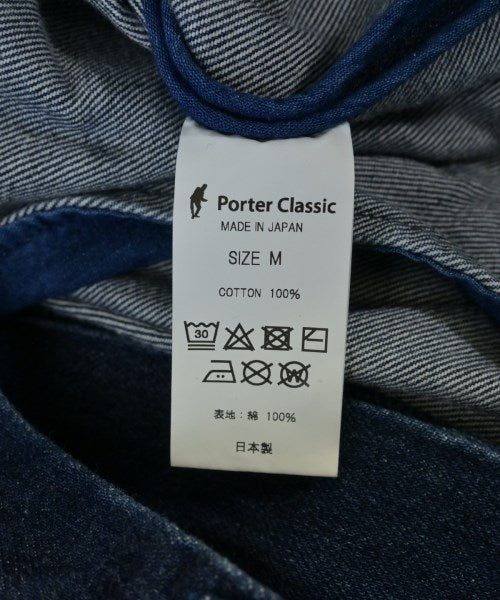 Porter Classic
MADE IN JAPAN
SIZE M
COTTON 100%
30
W
表地：綿 100%
日本製